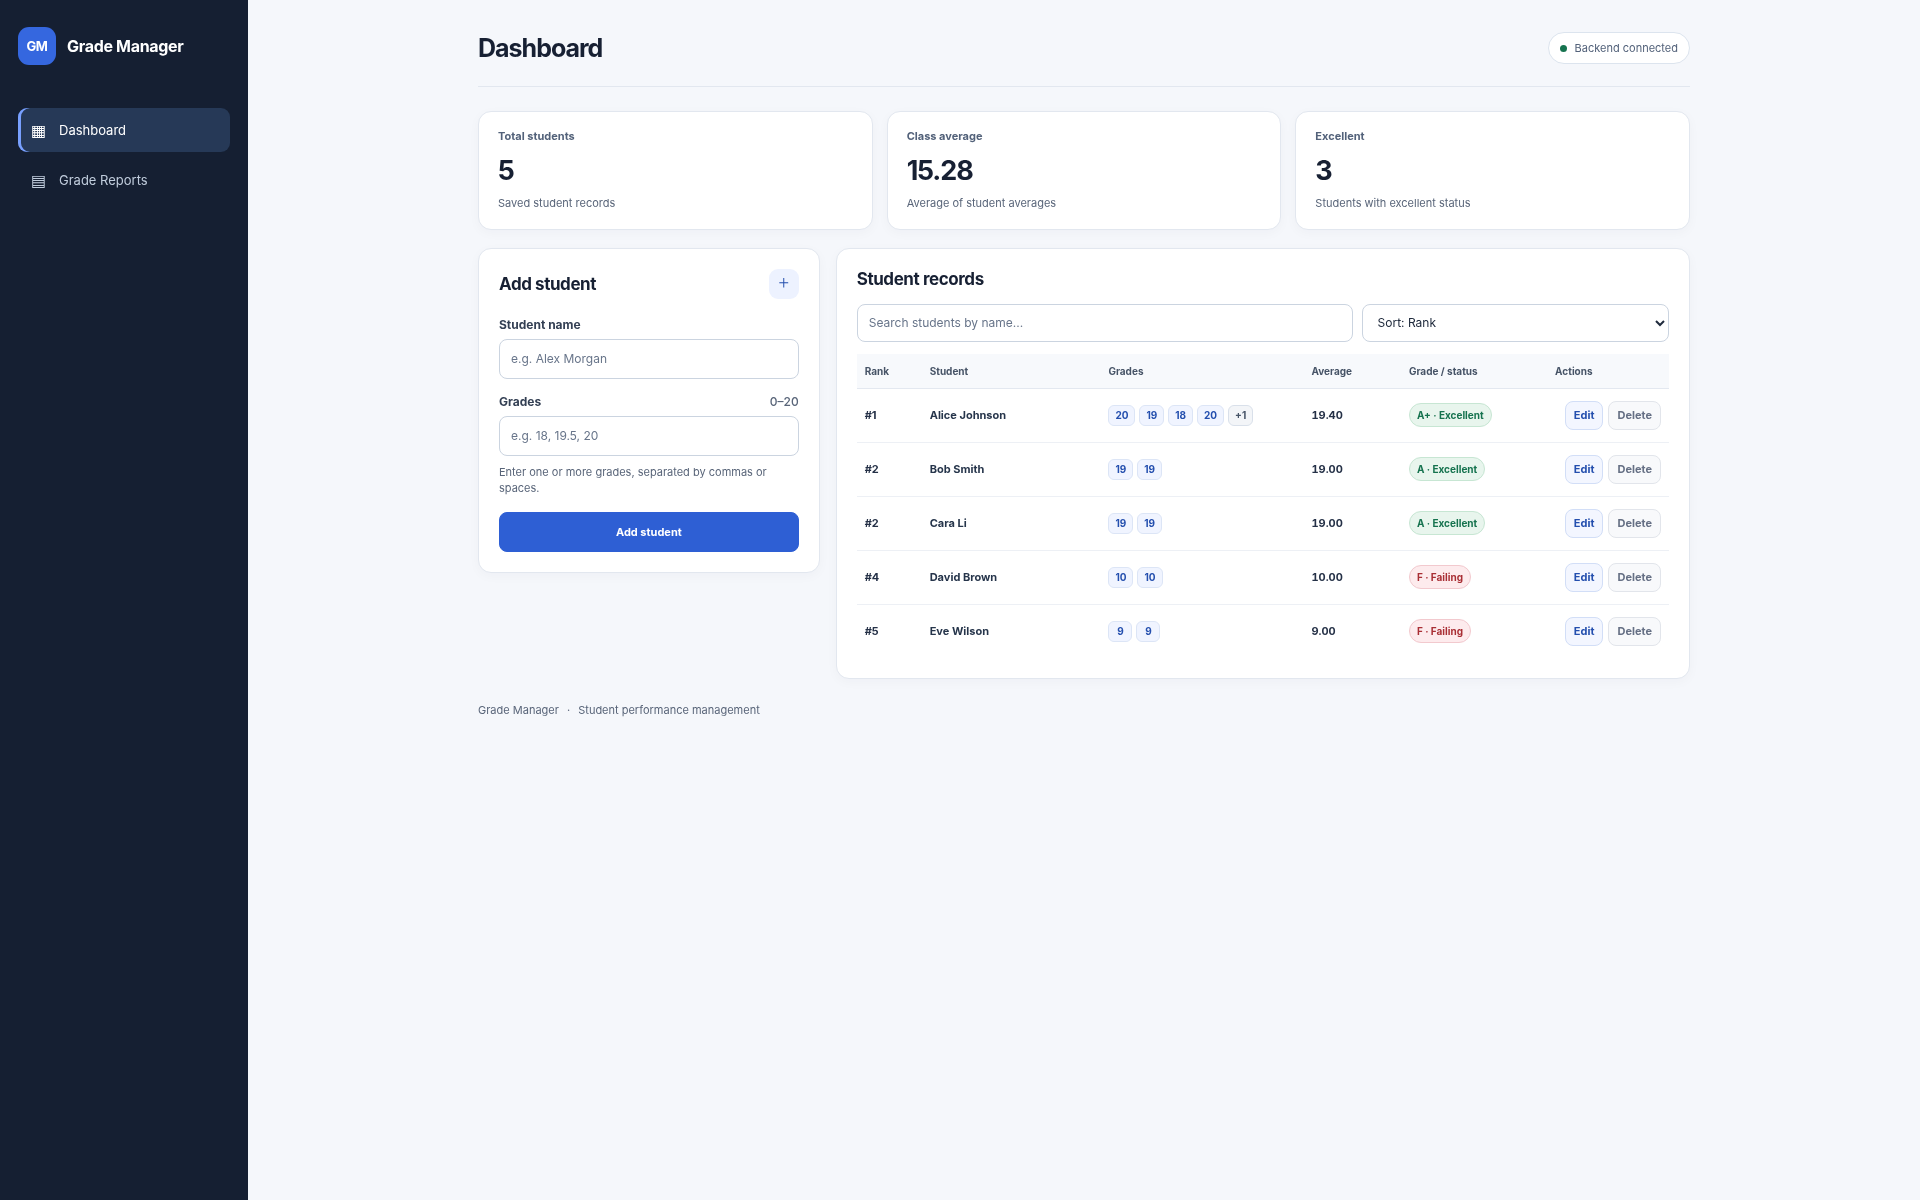 GM Grade Manager
Dashboard
Grade Reports
Dashboard
Backend connected
Total students
5
Saved student records
Class average
15.28
Average of student averages
Excellent
3
Students with excellent status
Add student +
Student name
e.g. Alex Morgan
Grades 0–20
e.g. 18, 19.5, 20
Enter one or more grades, separated by commas or
spaces.
Add student
Student records
Search students by name... Sort: Rank
Rank Student Grades Average Grade / status Actions
#1 Alice Johnson 20 19 18 20 +1 19.40 A+ · Excellent Edit Delete
#2 Bob Smith 19 19 19.00 A · Excellent Edit Delete
#2 Cara Li 19 19 19.00 A · Excellent Edit Delete
#4 David Brown 10 10 10.00 F · Failing Edit Delete
#5 Eve Wilson 9 9 9.00 F · Failing Edit Delete
Grade Manager · Student performance management